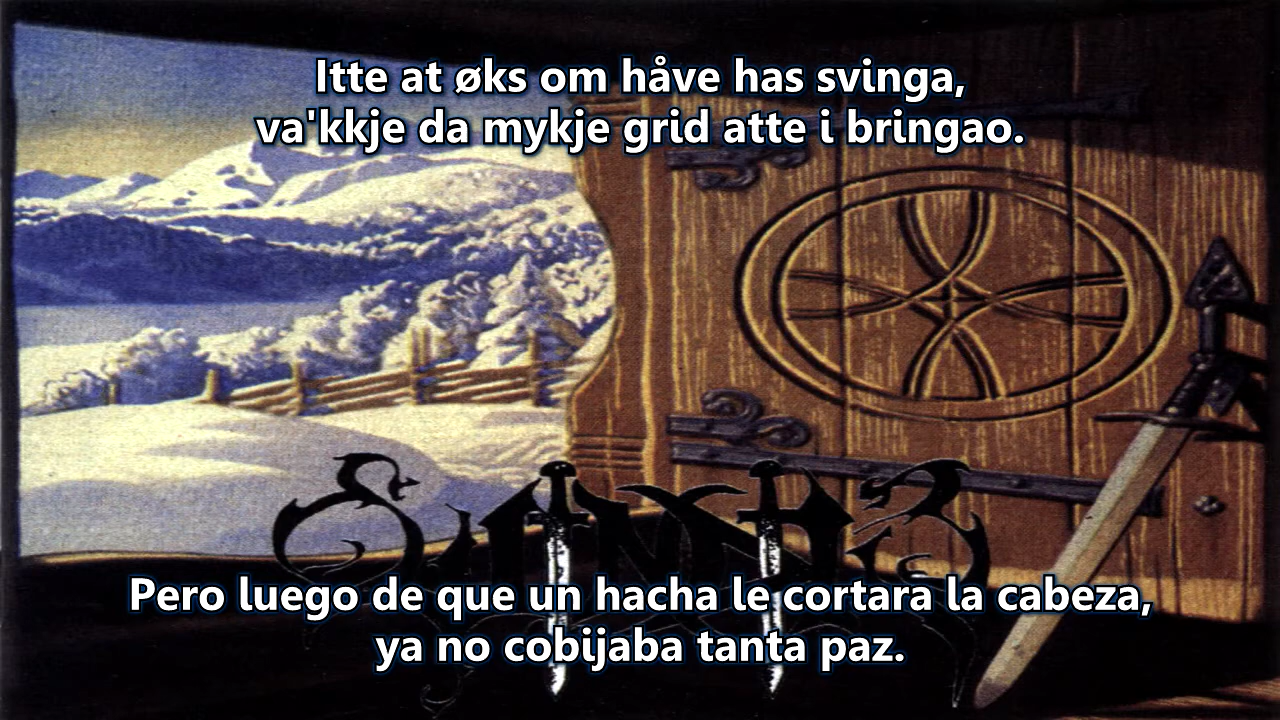 Itte at øks om håve has svinga,
va'kkje da mykje grid atte i bringao.
Pero luego de que un hacha le cortara la cabeza,
ya no cobijaba tanta paz.